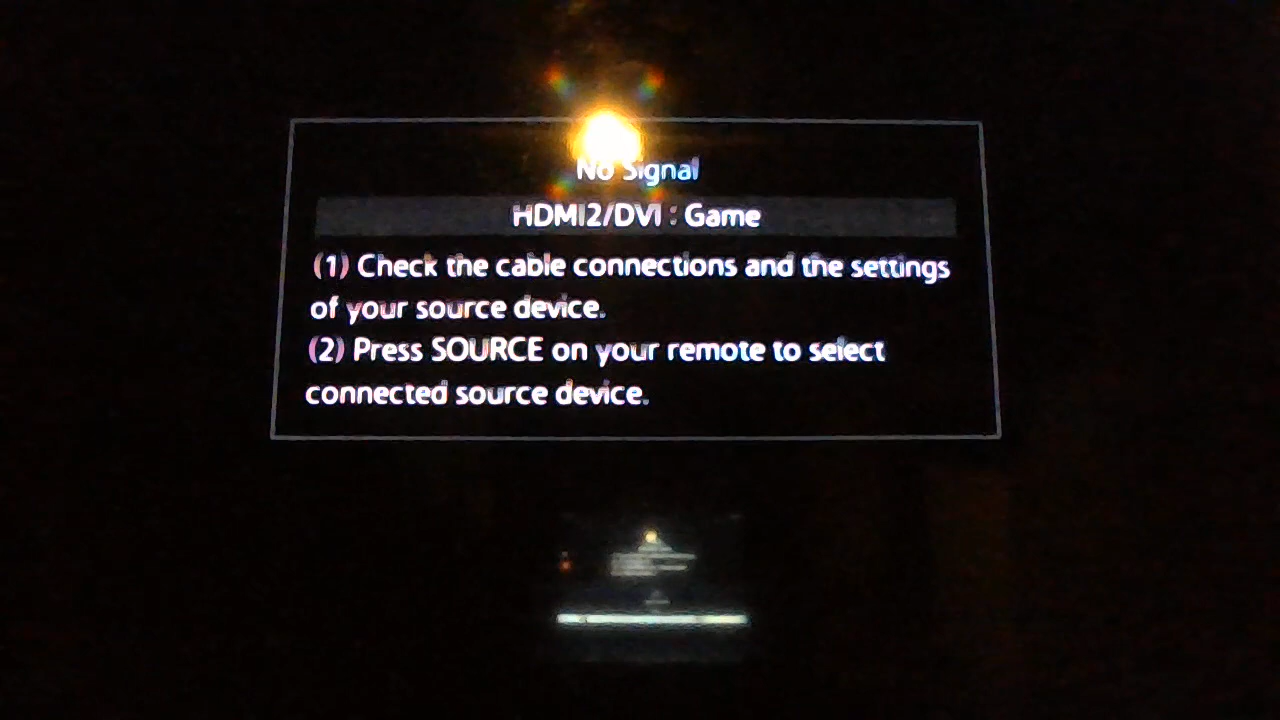 No Signal
HDMI2/DVI : Game
(1) Check the cable connections and the settings
of your source device.
(2) Press SOURCE on your remote to select
connected source device.